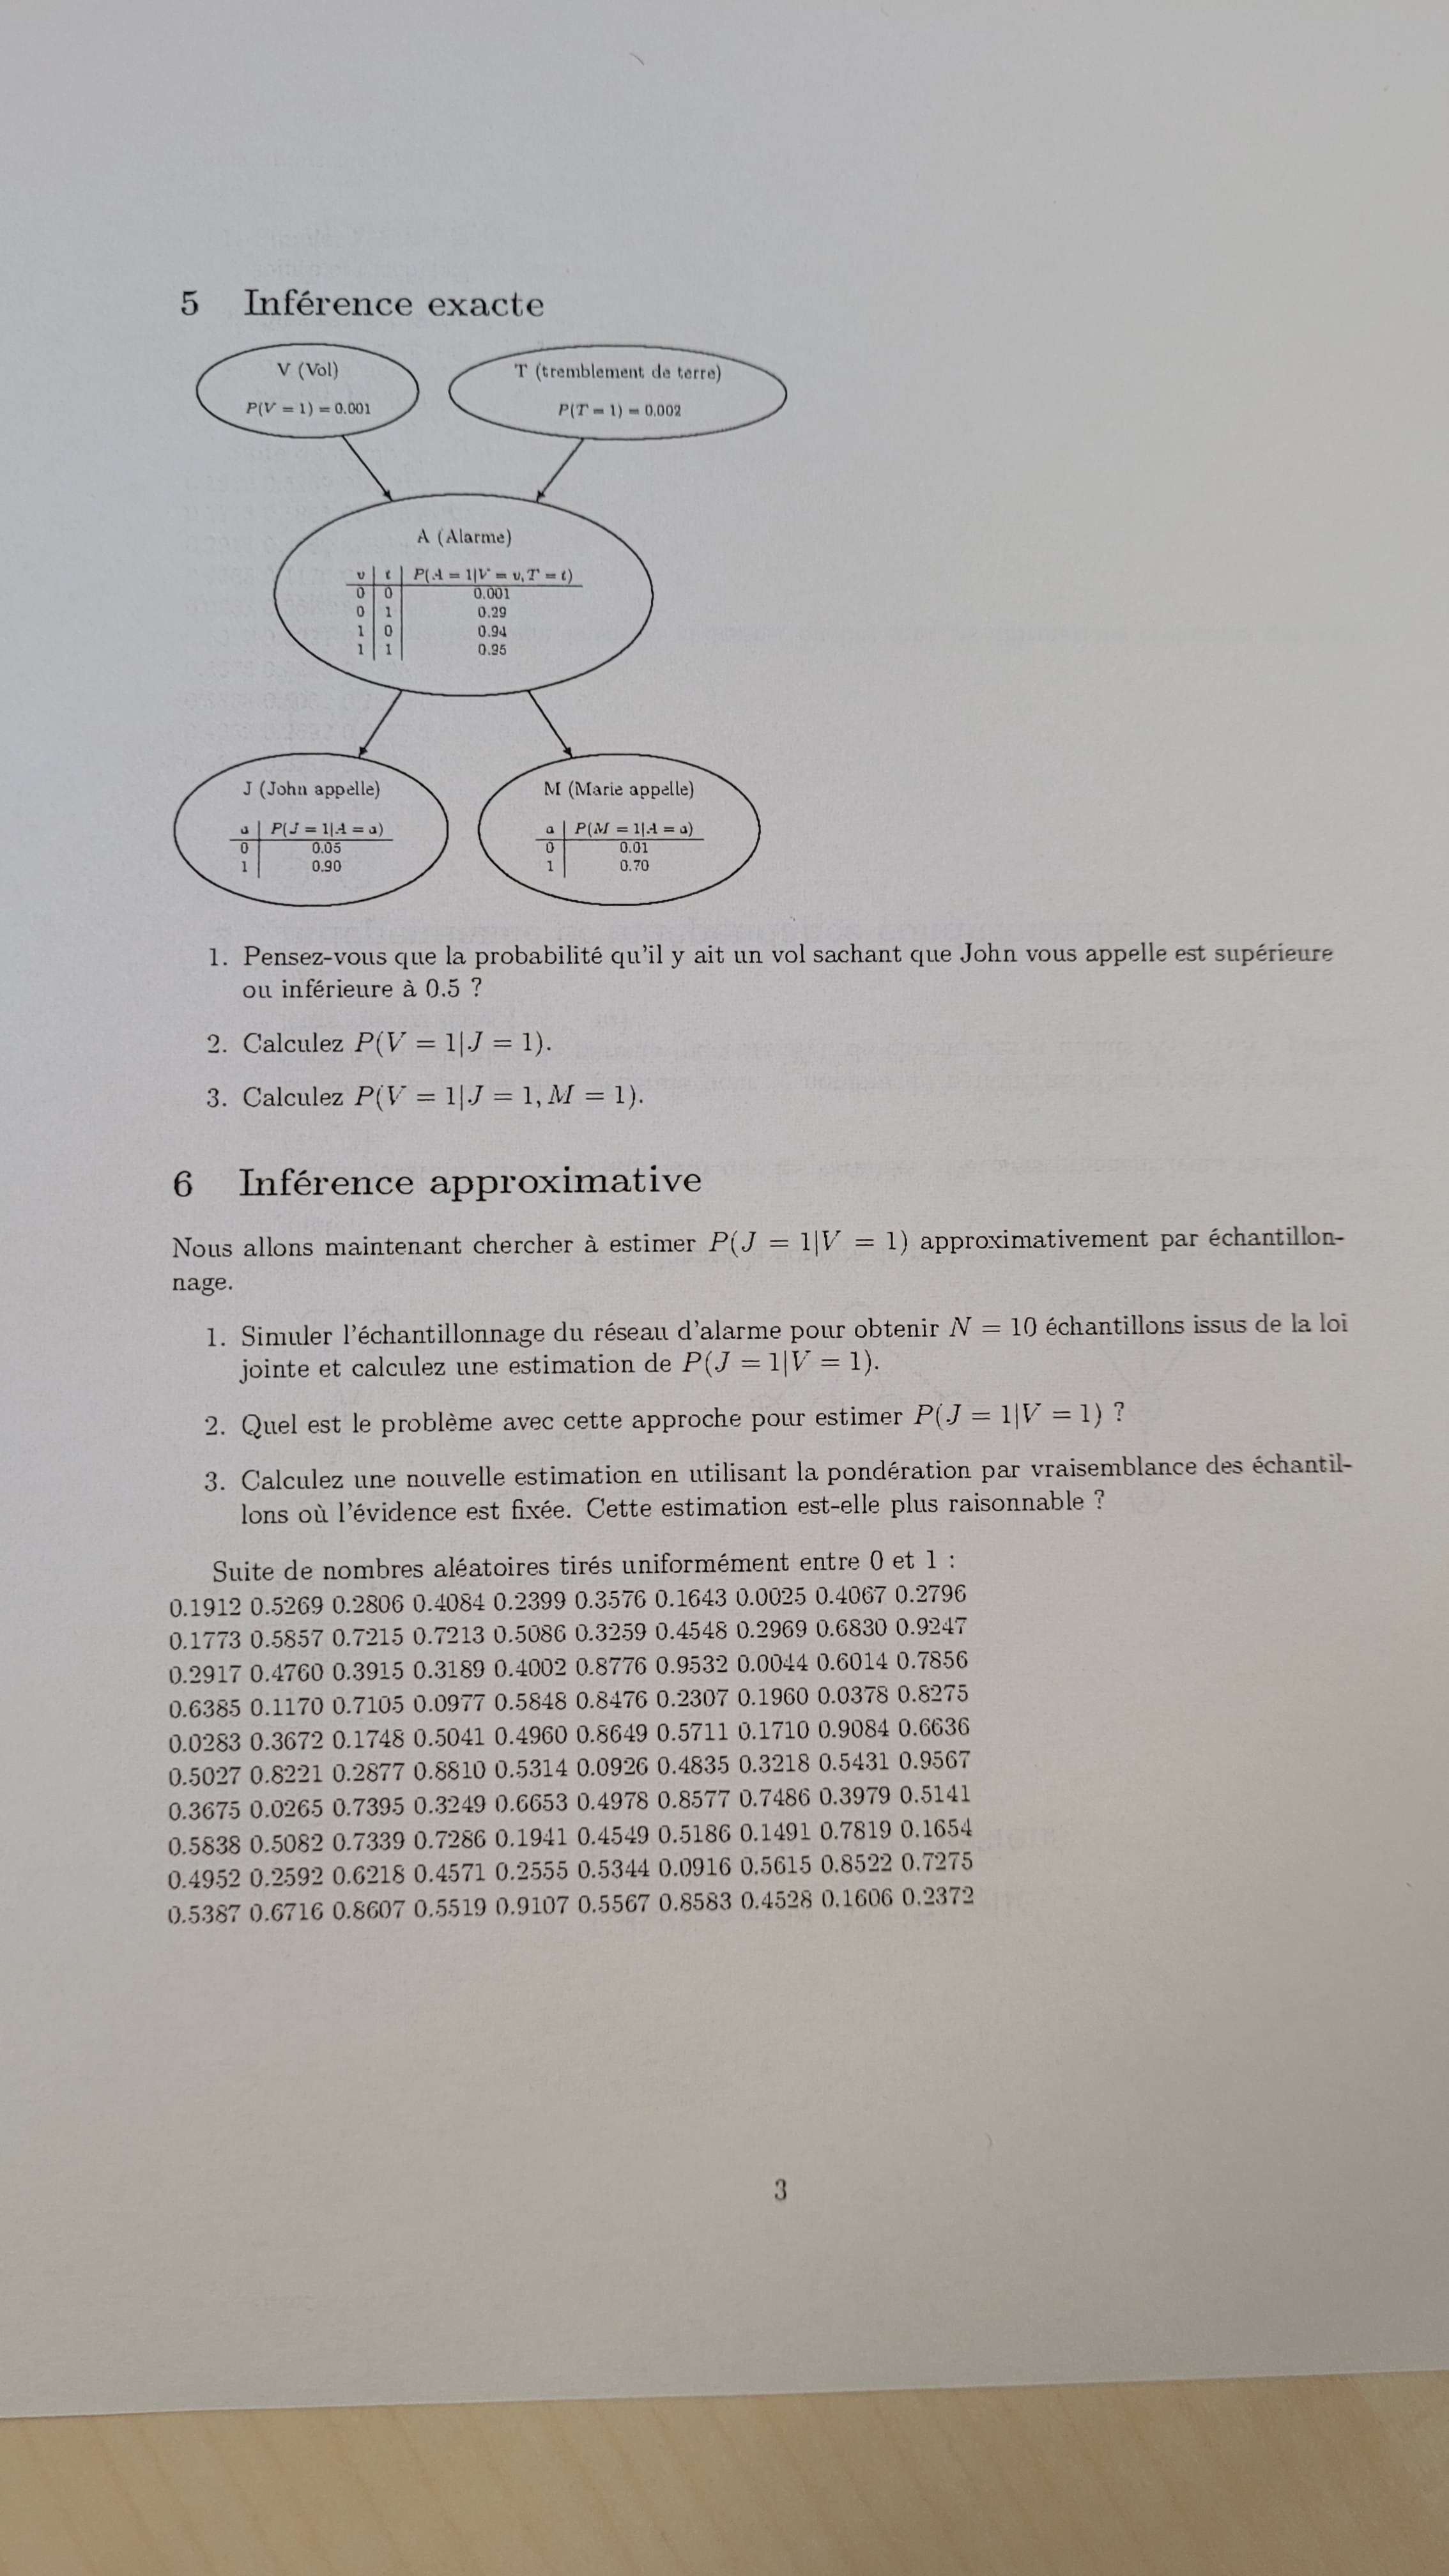 5 Inférence exacte
V (Vol)
P(V = 1) = 0.001
T (tremblement de terre)
P(T = 1) = 0.002
A (Alarme)
v t P(A = 1|V = v, T = t)
0 0 0.001
0 1 0.29
1 0 0.94
1 1 0.95
J (John appelle)
a P(J = 1|A = a)
0 0.05
1 0.90
M (Marie appelle)
a P(M = 1|A = a)
0 0.01
1 0.70
1. Pensez-vous que la probabilité qu'il y ait un vol sachant que John vous appelle est supérieure
ou inférieure à 0.5 ?
2. Calculez P(V = 1|J = 1).
3. Calculez P(V = 1|J = 1, M = 1).
6 Inférence approximative
Nous allons maintenant chercher à estimer P(J = 1|V = 1) approximativement par échantillon-
nage.
1. Simuler l'échantillonnage du réseau d'alarme pour obtenir N = 10 échantillons issus de la loi
jointe et calculez une estimation de P(J = 1|V = 1).
2. Quel est le problème avec cette approche pour estimer P(J = 1|V = 1) ?
3. Calculez une nouvelle estimation en utilisant la pondération par vraisemblance des échantil-
lons où l'évidence est fixée. Cette estimation est-elle plus raisonnable ?
Suite de nombres aléatoires tirés uniformément entre 0 et 1 :
0.1912 0.5269 0.2806 0.4084 0.2399 0.3576 0.1643 0.0025 0.4067 0.2796
0.1773 0.5857 0.7215 0.7213 0.5086 0.3259 0.4548 0.2969 0.6830 0.9247
0.2917 0.4760 0.3915 0.3189 0.4002 0.8776 0.9532 0.0044 0.6014 0.7856
0.6385 0.1170 0.7105 0.0977 0.5848 0.8476 0.2307 0.1960 0.0378 0.8275
0.0283 0.3672 0.1748 0.5041 0.4960 0.8649 0.5711 0.1710 0.9084 0.6636
0.5027 0.8221 0.2877 0.8810 0.5314 0.0926 0.4835 0.3218 0.5431 0.9567
0.3675 0.0265 0.7395 0.3249 0.6653 0.4978 0.8577 0.7486 0.3979 0.5141
0.5838 0.5082 0.7339 0.7286 0.1941 0.4549 0.5186 0.1491 0.7819 0.1654
0.4952 0.2592 0.6218 0.4571 0.2555 0.5344 0.0916 0.5615 0.8522 0.7275
0.5387 0.6716 0.8607 0.5519 0.9107 0.5567 0.8583 0.4528 0.1606 0.2372
3